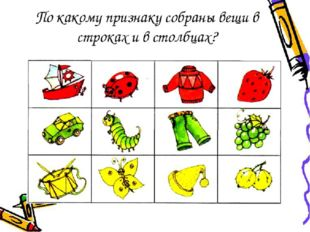 По какому признаку собраны вещи в
строках и в столбцах?